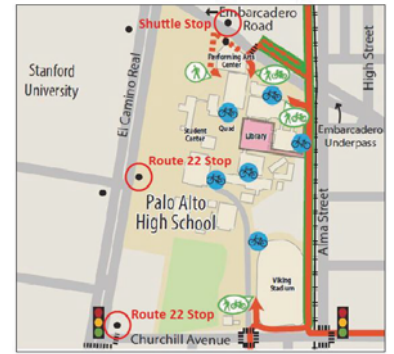 Embarcadero
Road
Shuttle Stop
Performing Arts
Center
High Street
Stanford
University
El Camino Real
Student
Center
Quad
Library
Embarcadero
Underpass
Route 22 Stop
Palo Alto
High School
Alma Street
Viking
Stadium
Route 22 Stop
Churchill Avenue